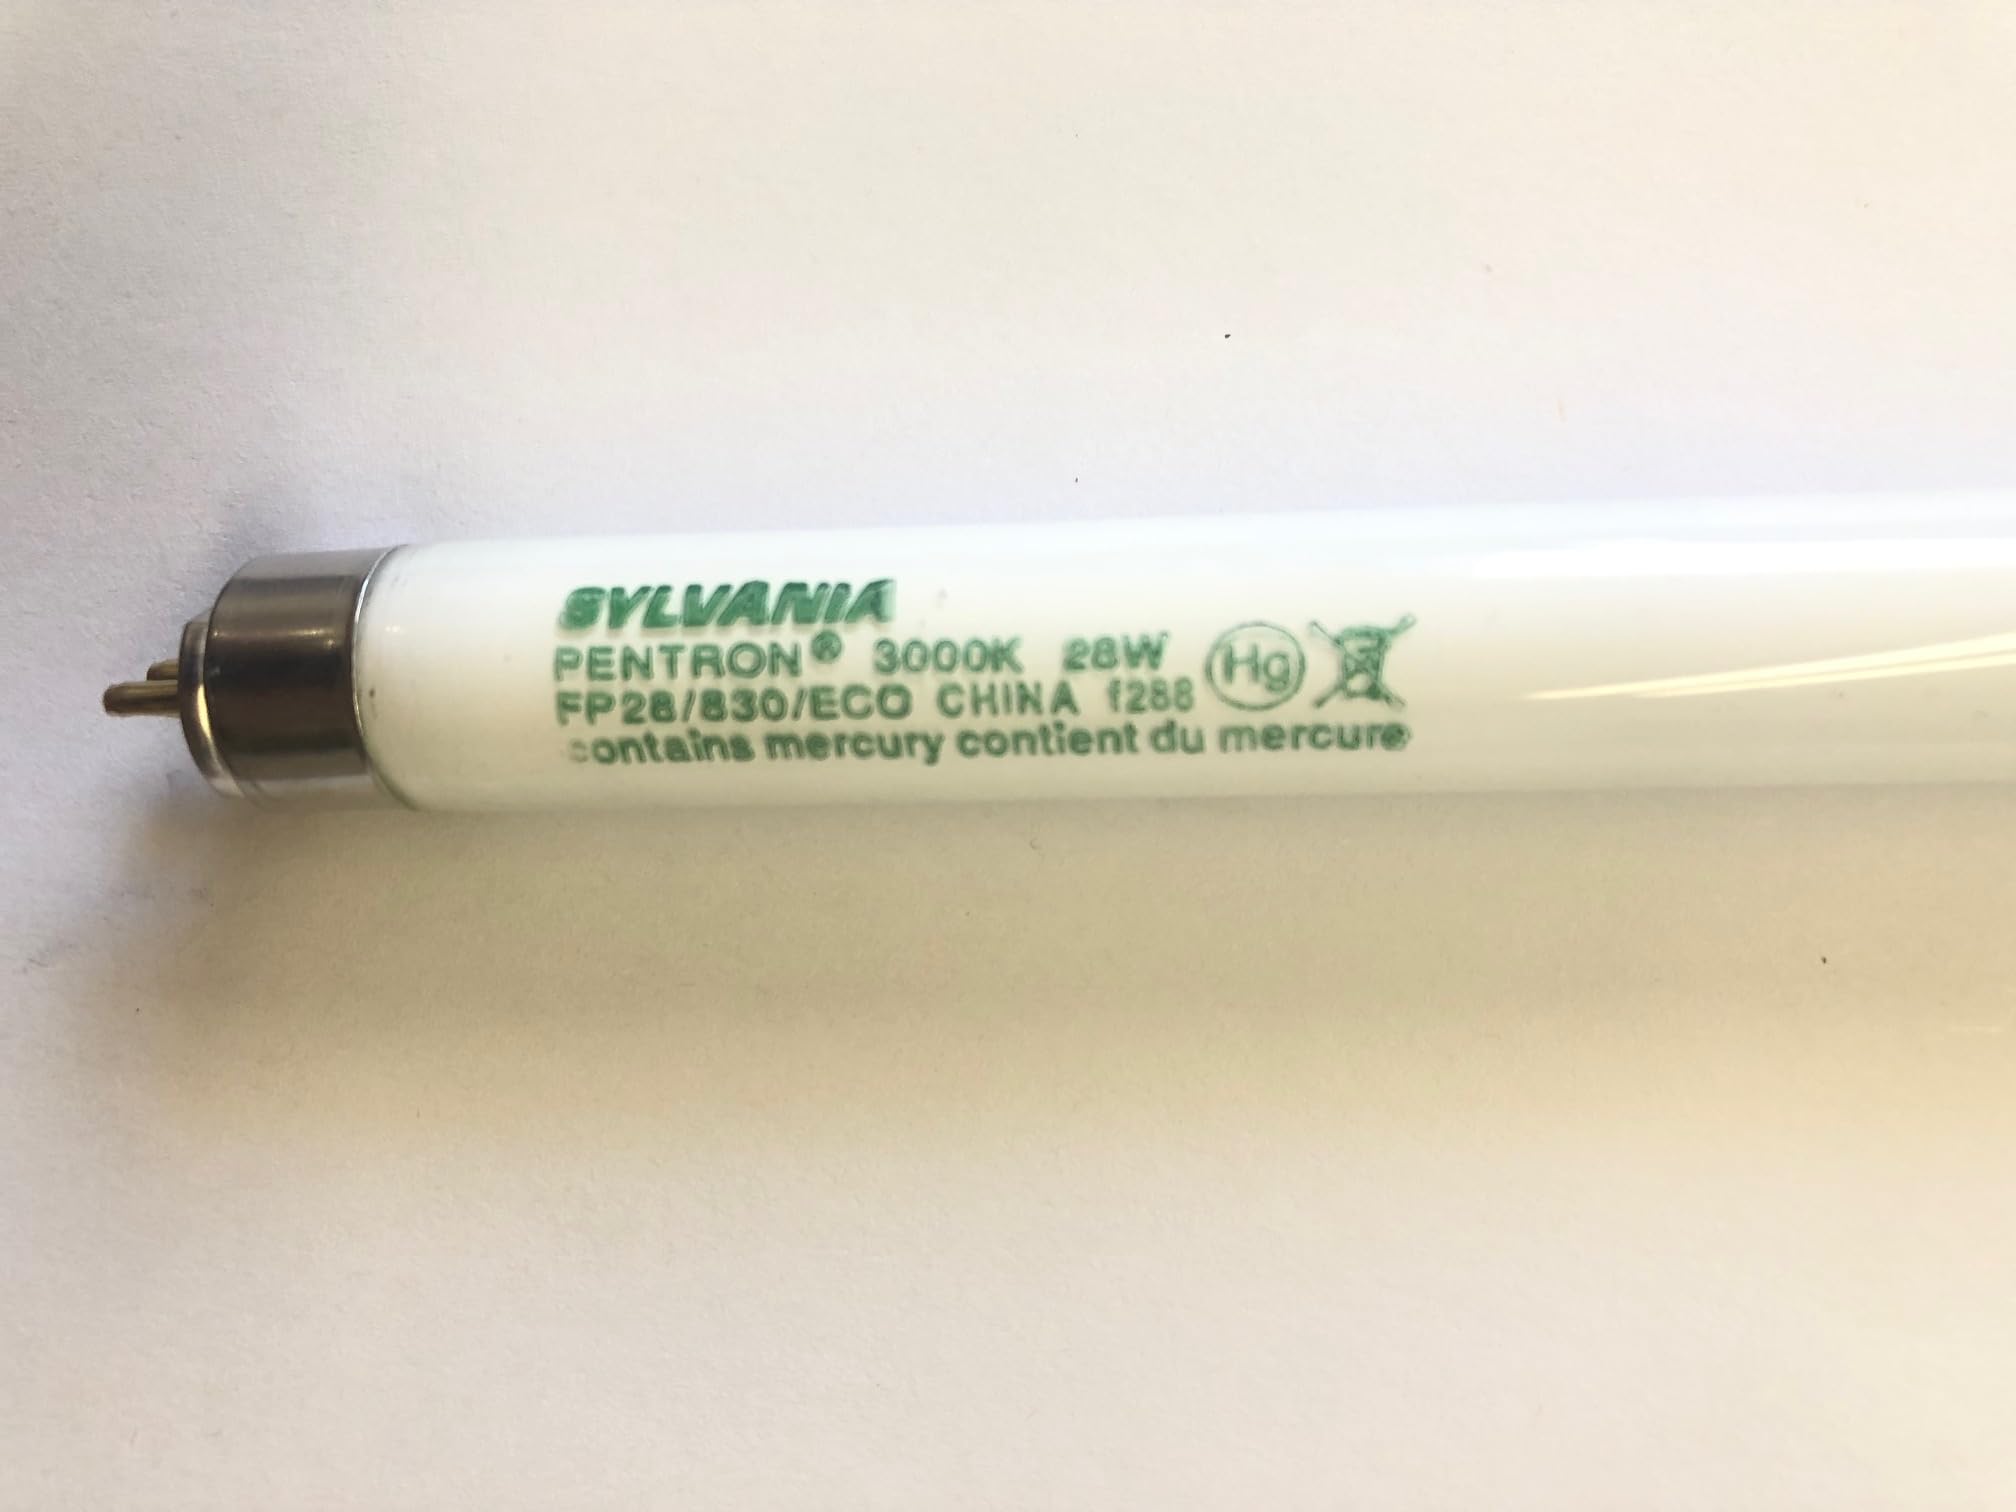 SYLVANIA
PENTRON® 3000K 28W Hg
FP28/830/ECO CHINA f288
contains mercury contient du mercure